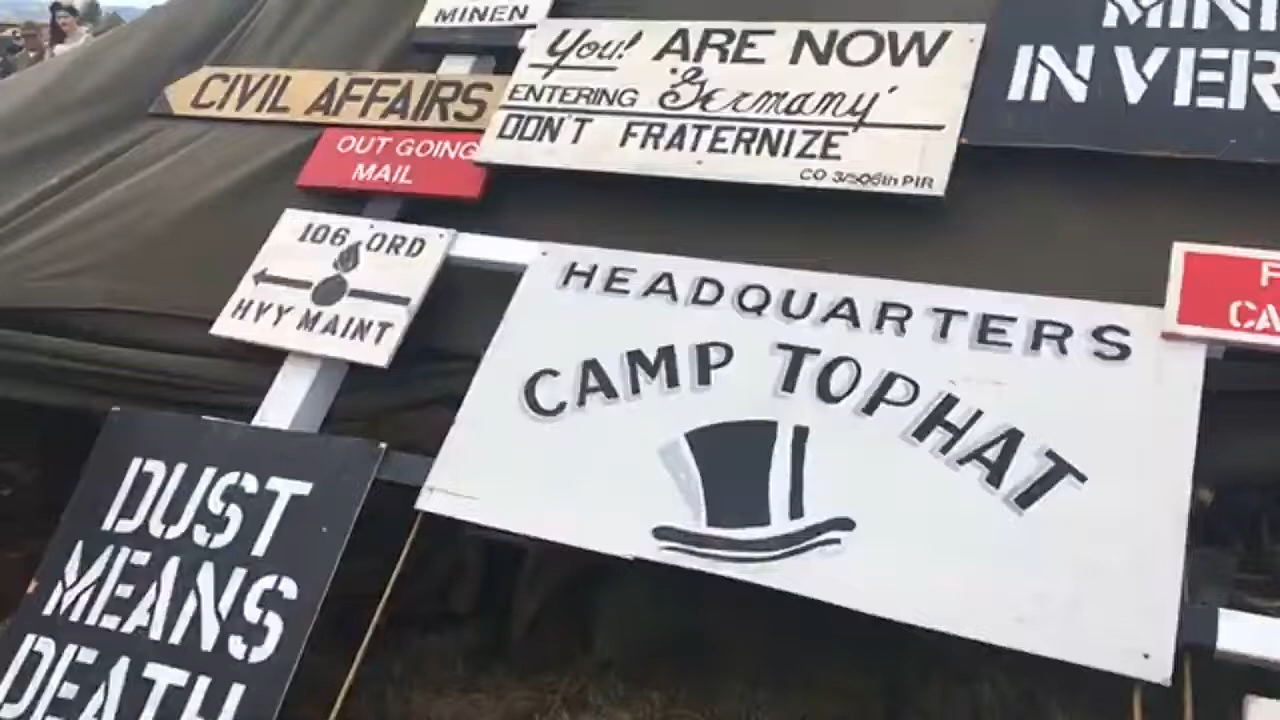 MINEN
You! ARE NOW
ENTERING 'Germany'
DON'T FRATERNIZE
CO 3/506th PIR
IN VER
CIVIL AFFAIRS
OUT GOING
MAIL
106 ORD
HVY MAINT
HEADQUARTERS
CAMP TOPHAT
CA
DUST
MEANS
DEATH